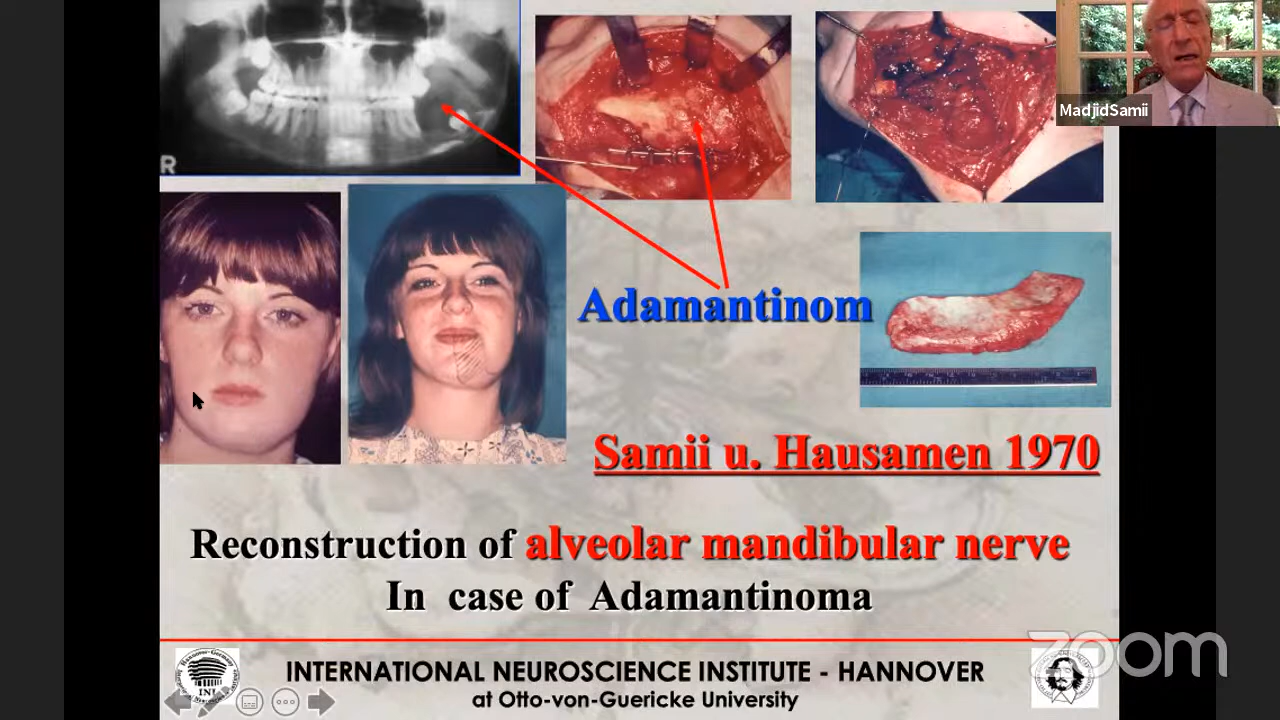 R
MadjidSamii
Adamantinom
Samii u. Hausamen 1970
Reconstruction of alveolar mandibular nerve
In case of Adamantinoma
INTERNATIONAL NEUROSCIENCE INSTITUTE - HANNOVER
at Otto-von-Guericke University
INI
zoom